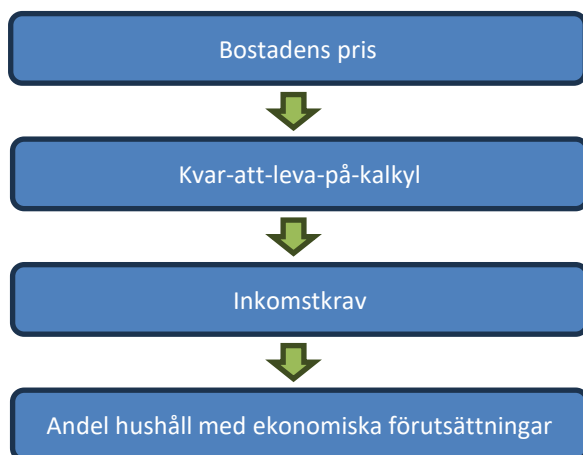 Bostadens pris
Kvar-att-leva-på-kalkyl
Inkomstkrav
Andel hushåll med ekonomiska förutsättningar